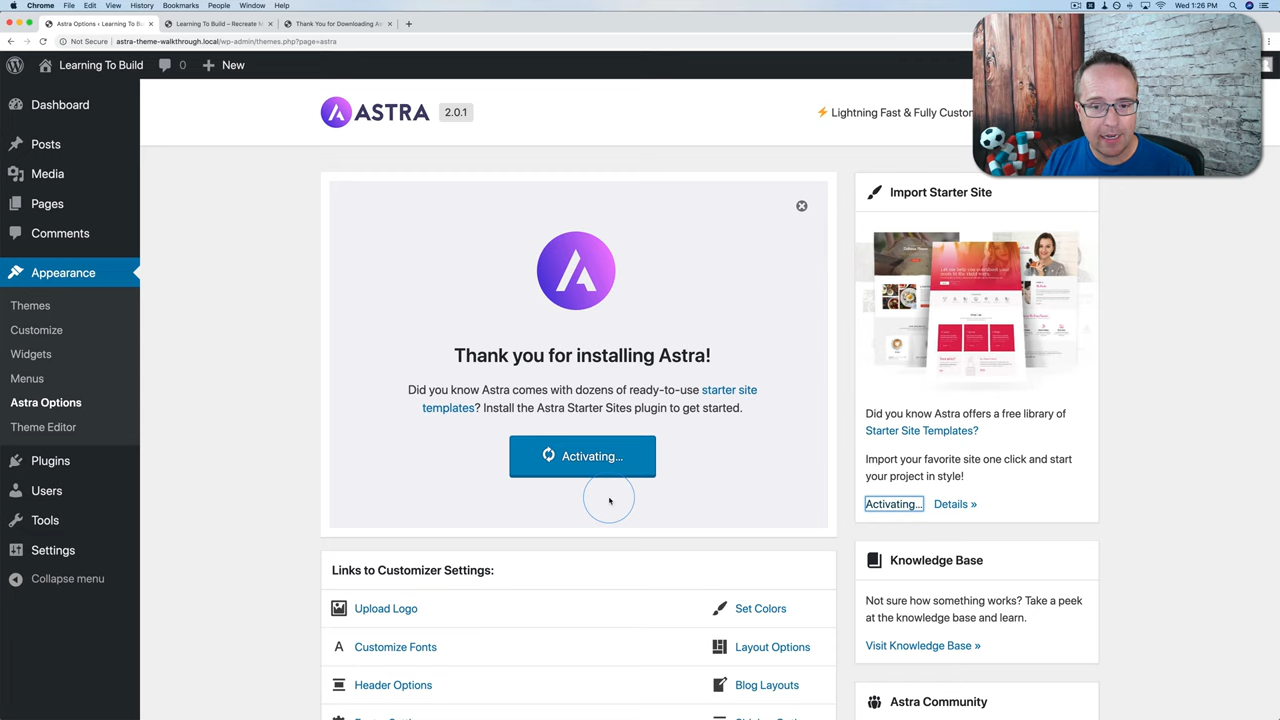 Chrome File Edit View History Bookmarks People Window Help
Wed 1:26 PM
Astra Options ‹ Learning To B
Learning To Build – Recreate
Thank You for Downloading As
Not Secure astra-theme-walkthrough.local/wp-admin/themes.php?page=astra
Learning To Build 0 New
Dashboard
Posts
Media
Pages
Comments
Appearance
Themes
Customize
Widgets
Menus
Astra Options
Theme Editor
Plugins
Users
Tools
Settings
Collapse menu
ASTRA 2.0.1
Lightning Fast & Fully Custom
Thank you for installing Astra!
Did you know Astra comes with dozens of ready-to-use starter site
templates? Install the Astra Starter Sites plugin to get started.
Activating...
Links to Customizer Settings:
Upload Logo
Set Colors
Customize Fonts
Layout Options
Header Options
Blog Layouts
Import Starter Site
Did you know Astra offers a free library of
Starter Site Templates?
Import your favorite site one click and start
your project in style!
Activating... Details »
Knowledge Base
Not sure how something works? Take a peek
at the knowledge base and learn.
Visit Knowledge Base »
Astra Community